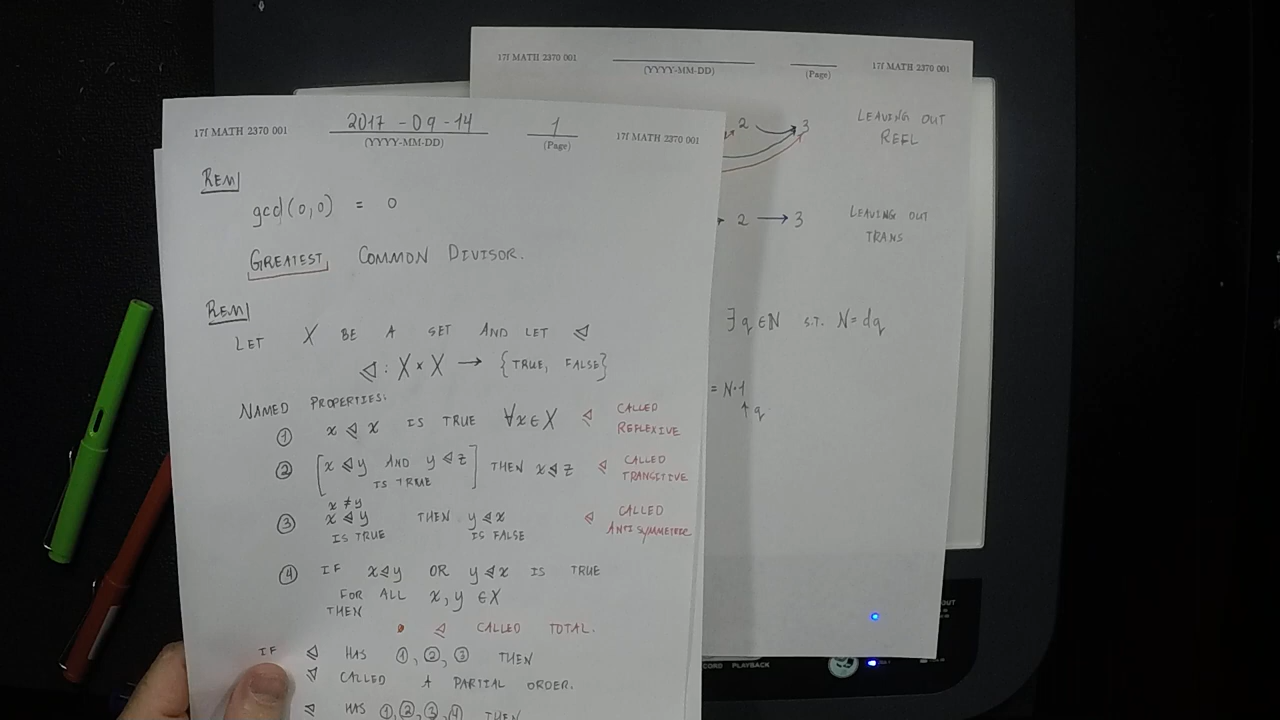 17f MATH 2370 001
2017-09-14
(YYYY-MM-DD)
1
(Page)
17f MATH 2370 001
REM
gcd(0,0) = 0
GREATEST COMMON DIVISOR.
REM
LET X BE A SET AND LET ⊴
⊴ : X × X → {TRUE, FALSE}
NAMED PROPERTIES:
① x ⊴ x IS TRUE ∀x∈X ⊴ CALLED
REFLEXIVE
② [x ⊴ y AND y ⊴ z] THEN x ⊴ z ⊴ CALLED
IS TRUE TRANSITIVE
x ≠ y
③ x ⊴ y THEN y ⊴ x ⊴ CALLED
IS TRUE IS FALSE ANTISYMMETRIC
④ IF x ⊴ y OR y ⊴ x IS TRUE
FOR ALL x, y ∈ X
THEN
⊴ CALLED TOTAL.
IF ⊴ HAS ①, ②, ③ THEN
⊴ CALLED A PARTIAL ORDER.
⊴ HAS ①,②,③,④ THEN
17f MATH 2370 001
(YYYY-MM-DD)
(Page)
17f MATH 2370 001
2 → 3 LEAVING OUT
REFL
2 → 3 LEAVING OUT
TRANS
∃ q ∈ N S.T. N = dq
= N·1
↑ q
PLAYBACK